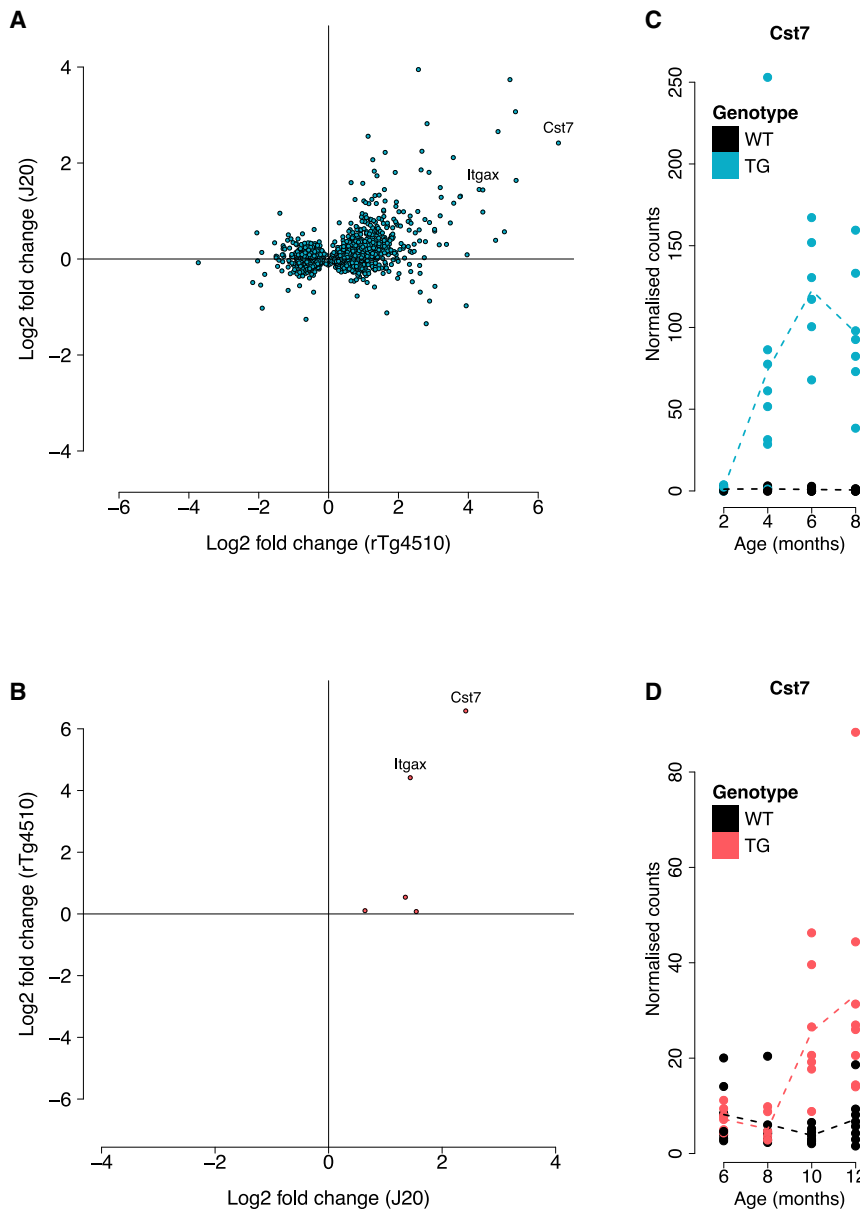 A
Log2 fold change (J20)
4
2
0
−2
−4
Cst7
Itgax
−6
−4
−2
0
2
4
6
Log2 fold change (rTg4510)
C
Cst7
Normalised counts
250
200
150
100
50
0
Genotype
WT
TG
2
4
6
8
Age (months)
B
Log2 fold change (rTg4510)
6
4
2
0
−2
−4
−6
Cst7
Itgax
−4
−2
0
2
4
Log2 fold change (J20)
D
Cst7
Normalised counts
80
60
40
20
0
Genotype
WT
TG
6
8
10
12
Age (months)